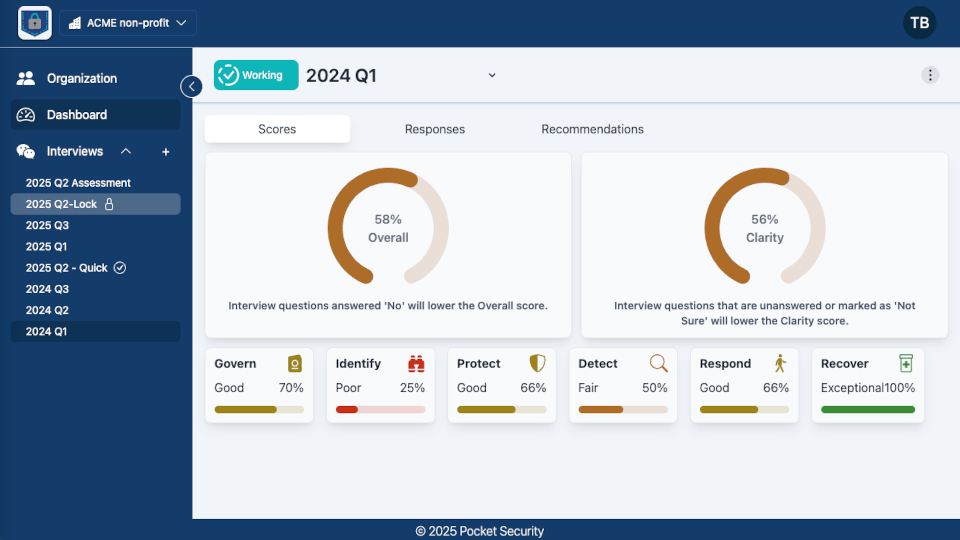 ACME non-profit
TB
Organization
Dashboard
Interviews
+
2025 Q2 Assessment
2025 Q2-Lock
2025 Q3
2025 Q1
2025 Q2 - Quick
2024 Q3
2024 Q2
2024 Q1
Working
2024 Q1
Scores
Responses
Recommendations
58%
Overall
Interview questions answered 'No' will lower the Overall score.
56%
Clarity
Interview questions that are unanswered or marked as 'Not
Sure' will lower the Clarity score.
Govern
Good 70%
Identify
Poor 25%
Protect
Good 66%
Detect
Fair 50%
Respond
Good 66%
Recover
Exceptional100%
© 2025 Pocket Security